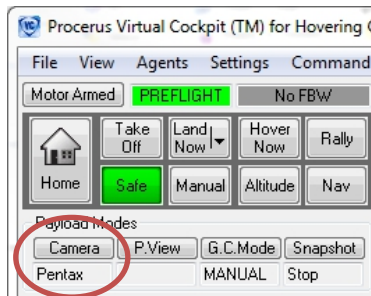 Procerus Virtual Cockpit (TM) for Hovering
File View Agents Settings Command
Motor Armed PREFLIGHT No FBW
Take Off Land Now Hover Now Rally
Home Safe Manual Altitude Nav
Payload Modes
Camera P.View G.C.Mode Snapshot
Pentax MANUAL Stop